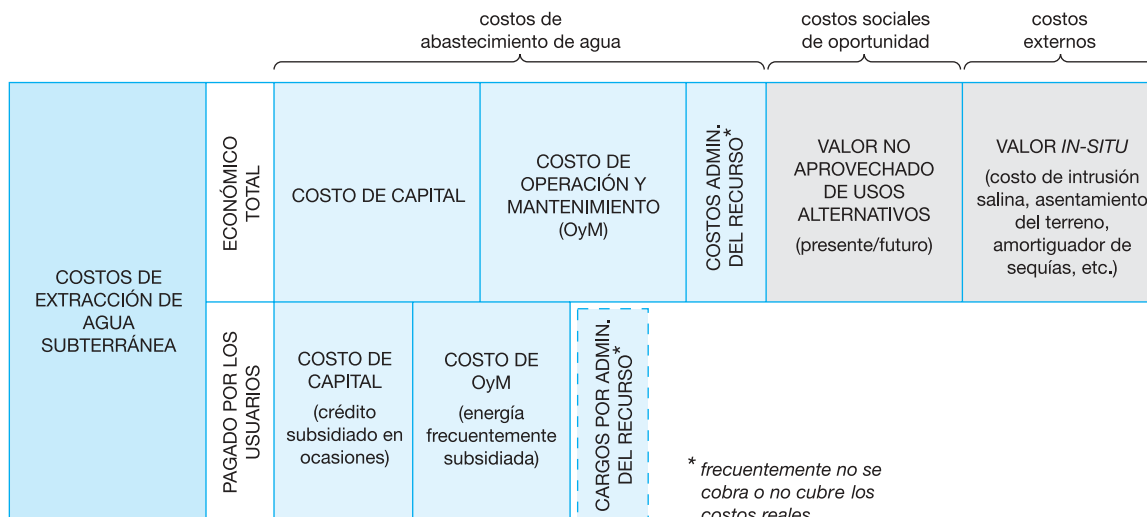 costos de
abastecimiento de agua
costos sociales
de oportunidad
costos
externos
COSTOS DE
EXTRACCIÓN DE
AGUA
SUBTERRÁNEA
ECONÓMICO
TOTAL
COSTO DE CAPITAL
COSTO DE
OPERACIÓN Y
MANTENIMIENTO
(OyM)
COSTOS ADMIN.
DEL RECURSO*
VALOR NO
APROVECHADO
DE USOS
ALTERNATIVOS
(presente/futuro)
VALOR IN-SITU
(costo de intrusión
salina, asentamiento
del terreno,
amortiguador de
sequías, etc.)
PAGADO POR LOS
USUARIOS
COSTO DE
CAPITAL
(crédito
subsidiado en
ocasiones)
COSTO DE
OyM
(energía
frecuentemente
subsidiada)
CARGOS POR ADMIN.
DEL RECURSO*
* frecuentemente no se
cobra o no cubre los
costos reales